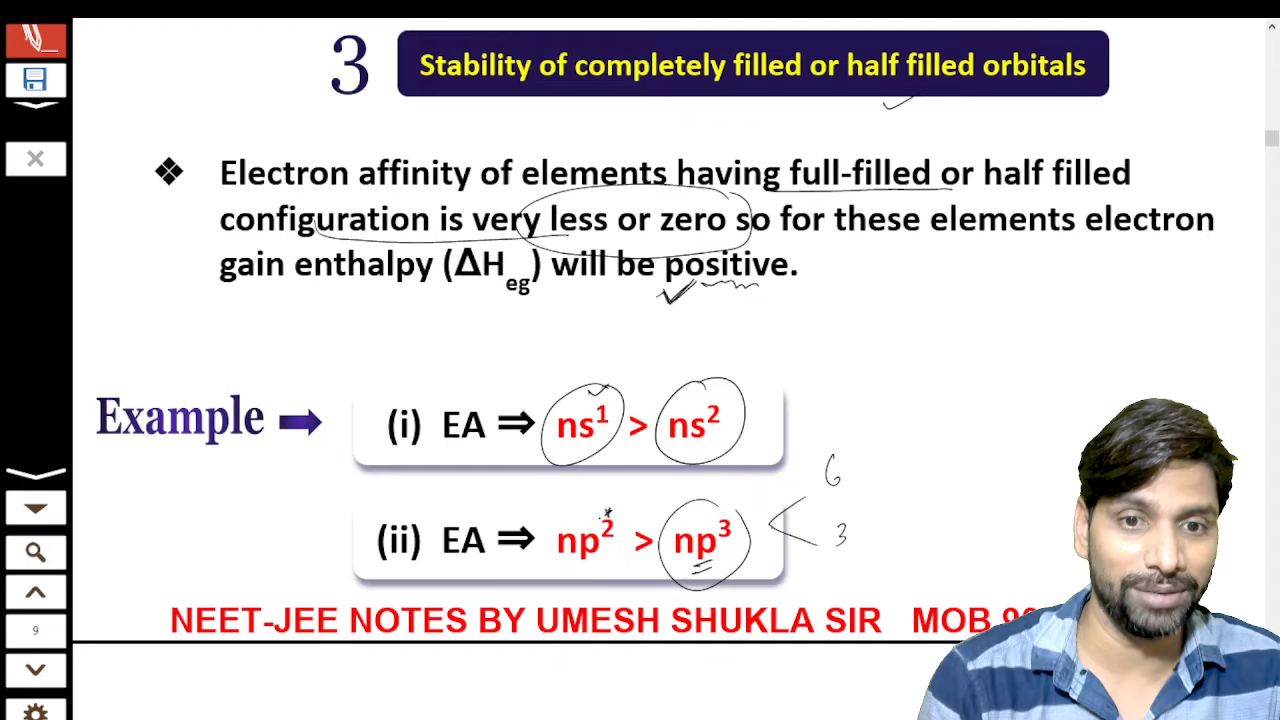 3 Stability of completely filled or half filled orbitals
❖ Electron affinity of elements having full-filled or half filled
configuration is very less or zero so for these elements electron
gain enthalpy (ΔHeg) will be positive.
Example ➡ (i) EA ⇒ ns¹ > ns²
6
(ii) EA ⇒ np² > np³
3
NEET-JEE NOTES BY UMESH SHUKLA SIR MOB 9
9